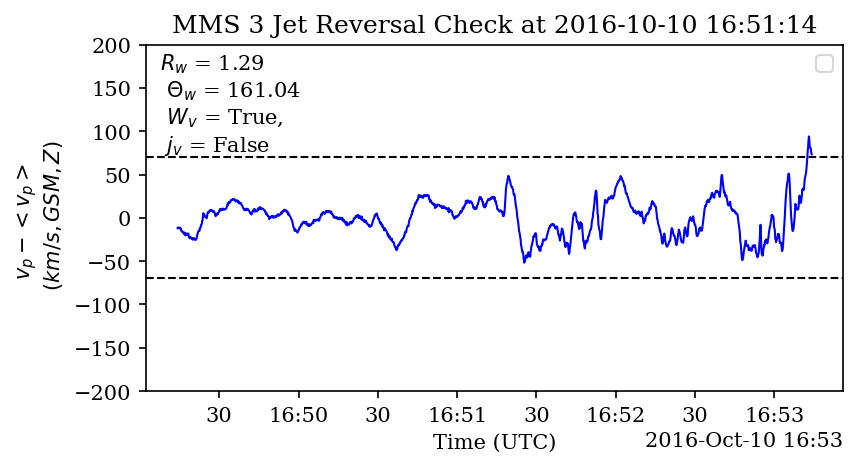 MMS 3 Jet Reversal Check at 2016-10-10 16:51:14
200
150
100
50
0
−50
−100
−150
−200
v_p − < v_p >
(km/s, GSM, Z)
R_w = 1.29
Θ_w = 161.04
W_v = True,
j_v = False
30 16:50 30 16:51 30 16:52 30 16:53
Time (UTC)
2016-Oct-10 16:53